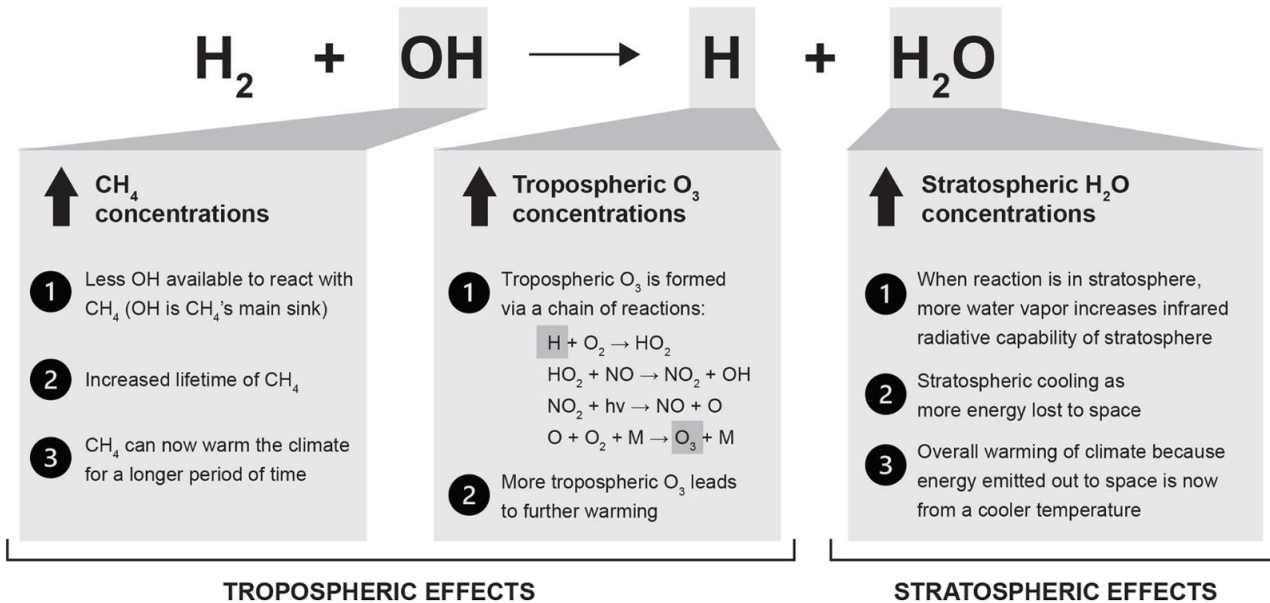 H₂ + OH → H + H₂O
CH₄
concentrations
1 Less OH available to react with
CH₄ (OH is CH₄'s main sink)
2 Increased lifetime of CH₄
3 CH₄ can now warm the climate
for a longer period of time
Tropospheric O₃
concentrations
1 Tropospheric O₃ is formed
via a chain of reactions:
H + O₂ → HO₂
HO₂ + NO → NO₂ + OH
NO₂ + hv → NO + O
O + O₂ + M → O₃ + M
2 More tropospheric O₃ leads
to further warming
Stratospheric H₂O
concentrations
1 When reaction is in stratosphere,
more water vapor increases infrared
radiative capability of stratosphere
2 Stratospheric cooling as
more energy lost to space
3 Overall warming of climate because
energy emitted out to space is now
from a cooler temperature
TROPOSPHERIC EFFECTS
STRATOSPHERIC EFFECTS